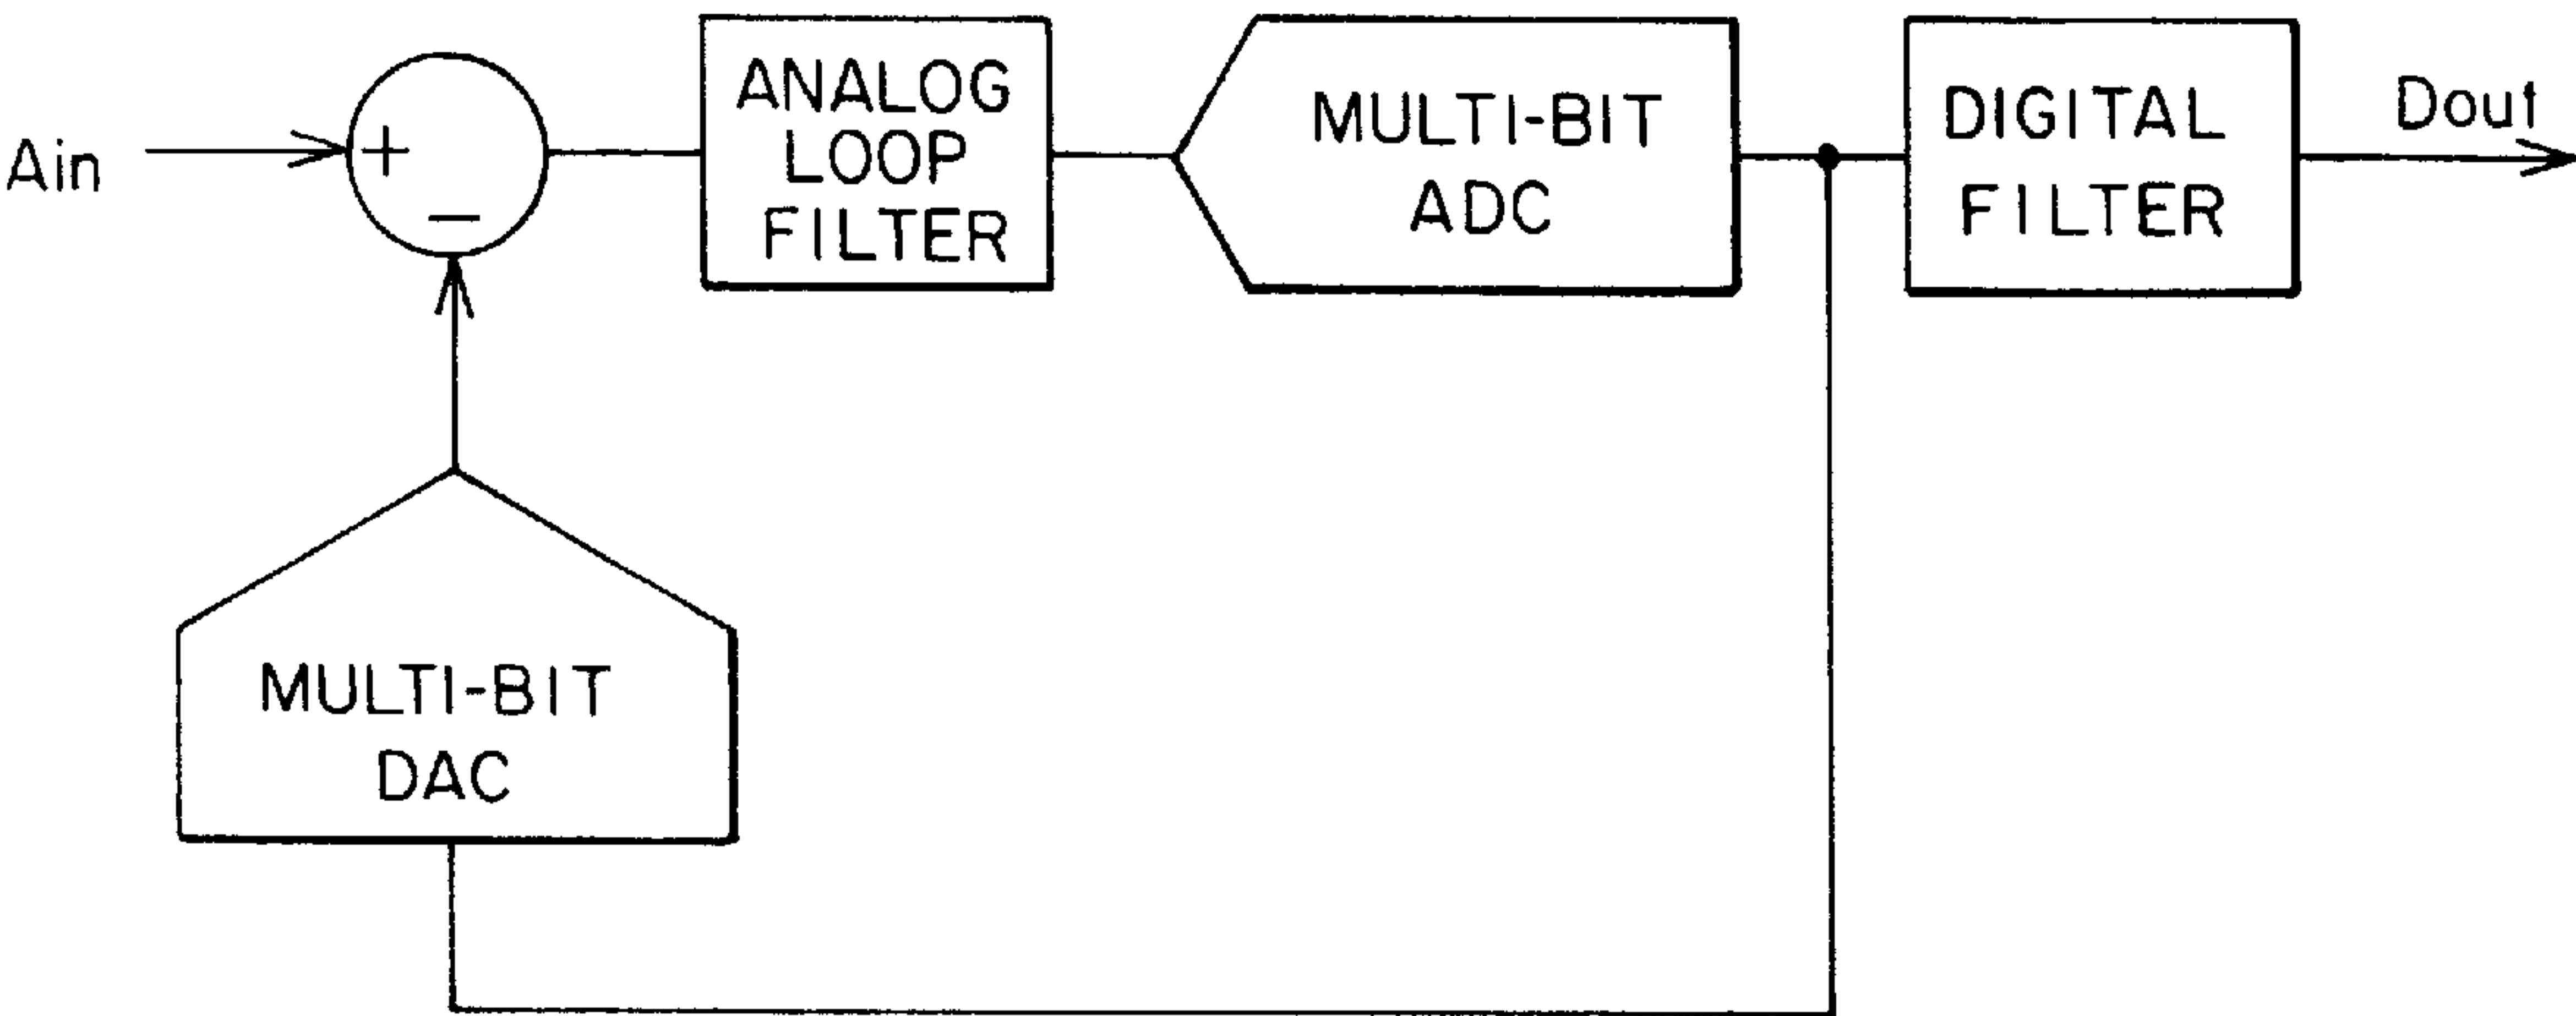 Ain
+
−
ANALOG
LOOP
FILTER
MULTI-BIT
ADC
DIGITAL
FILTER
Dout
MULTI-BIT
DAC